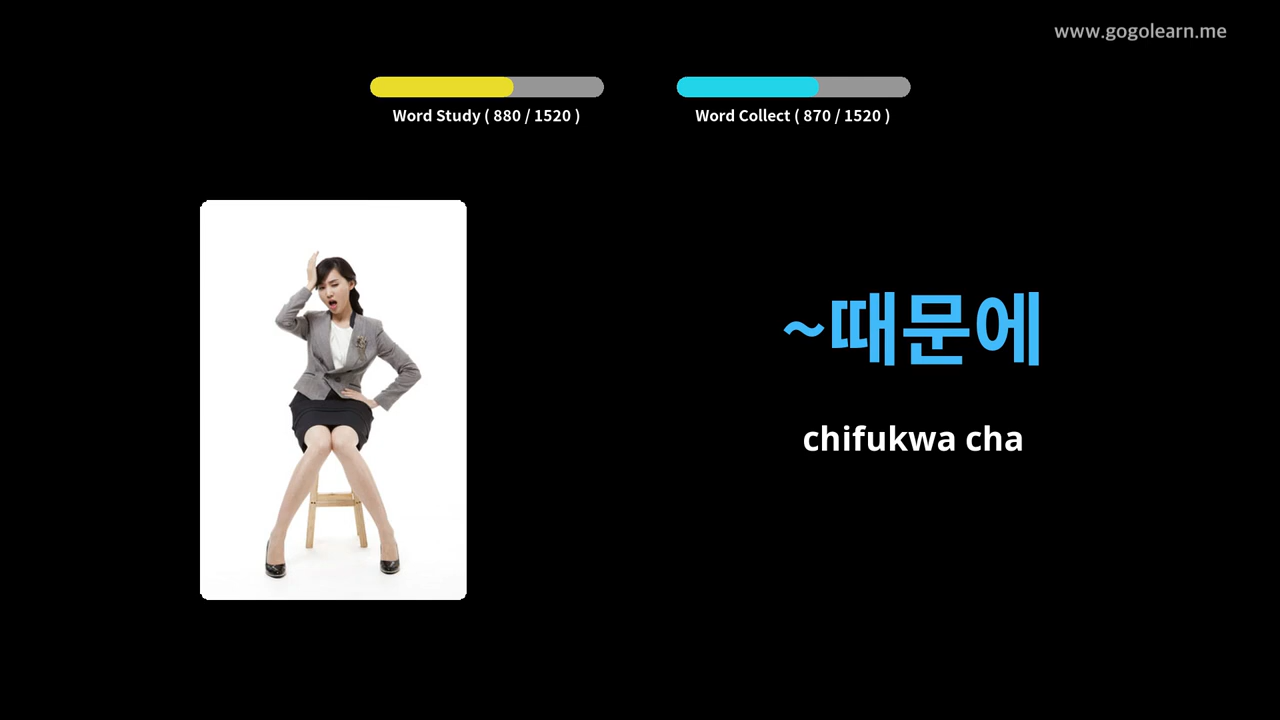 www.gogolearn.me
Word Study ( 880 / 1520 )
Word Collect ( 870 / 1520 )
~때문에
chifukwa cha